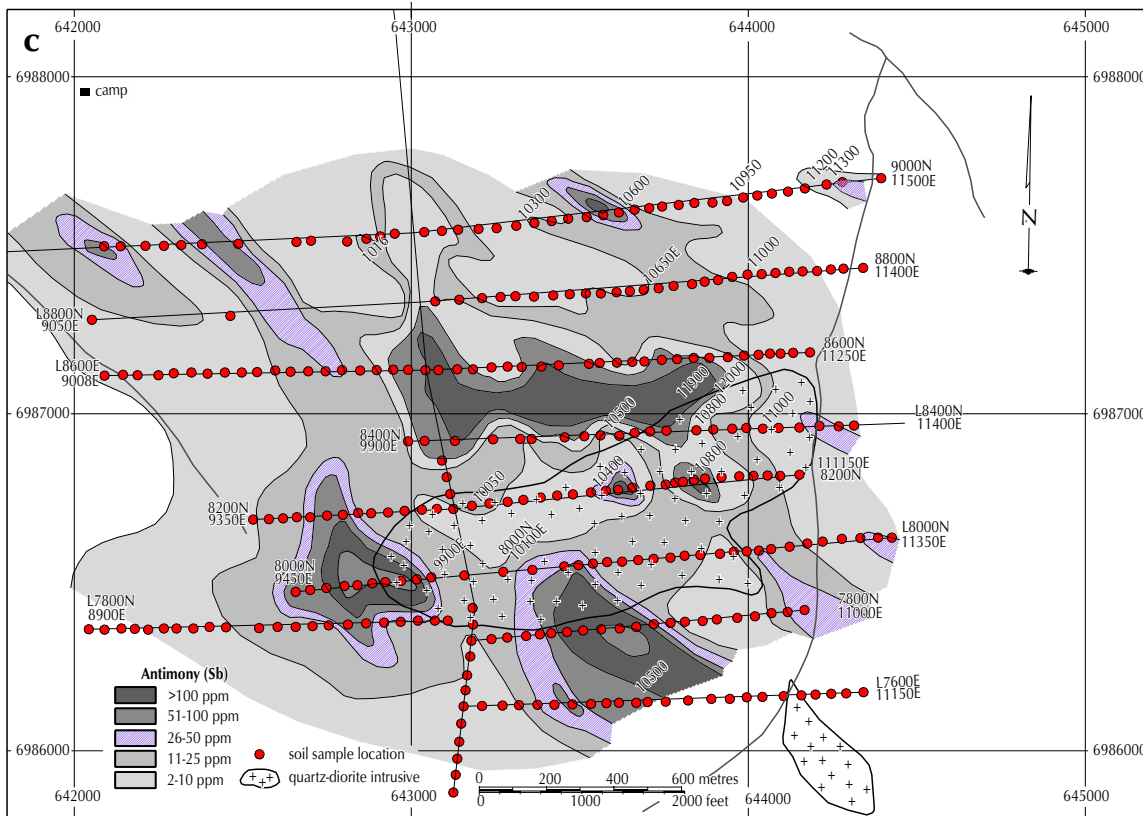 642000
643000
644000
645000
C
6988000
camp
9000N
11500E
11200
11300
10950
10600
10300
1016
N
8800N
11400E
11000
10650E
L8800N
9050E
8600N
11250E
L8600E
9008E
11900
12000
10500
10800
11000
L8400N
11400E
6987000
8400N
9900E
10800
10400
10050
111150E
8200N
8200N
9350E
L8000N
11350E
8000N
10100E
9900E
8000N
9450E
7800N
11000E
L7800N
8900E
10500
L7600E
11150E
Antimony (Sb)
>100 ppm
51-100 ppm
26-50 ppm
11-25 ppm
2-10 ppm
soil sample location
quartz-diorite intrusive
6986000
0 200 400 600 metres
0 1000 2000 feet
642000
643000
644000
645000